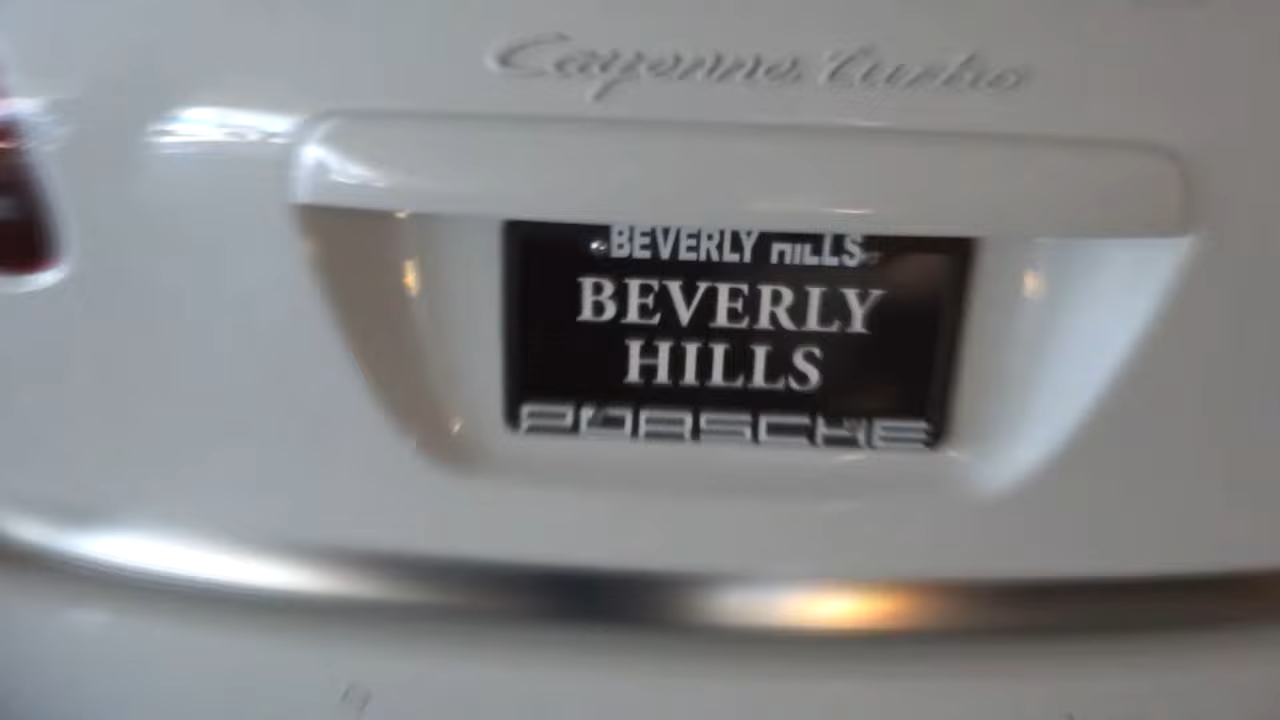 Cayenne Turbo
BEVERLY HILLS
BEVERLY
HILLS
PORSCHE